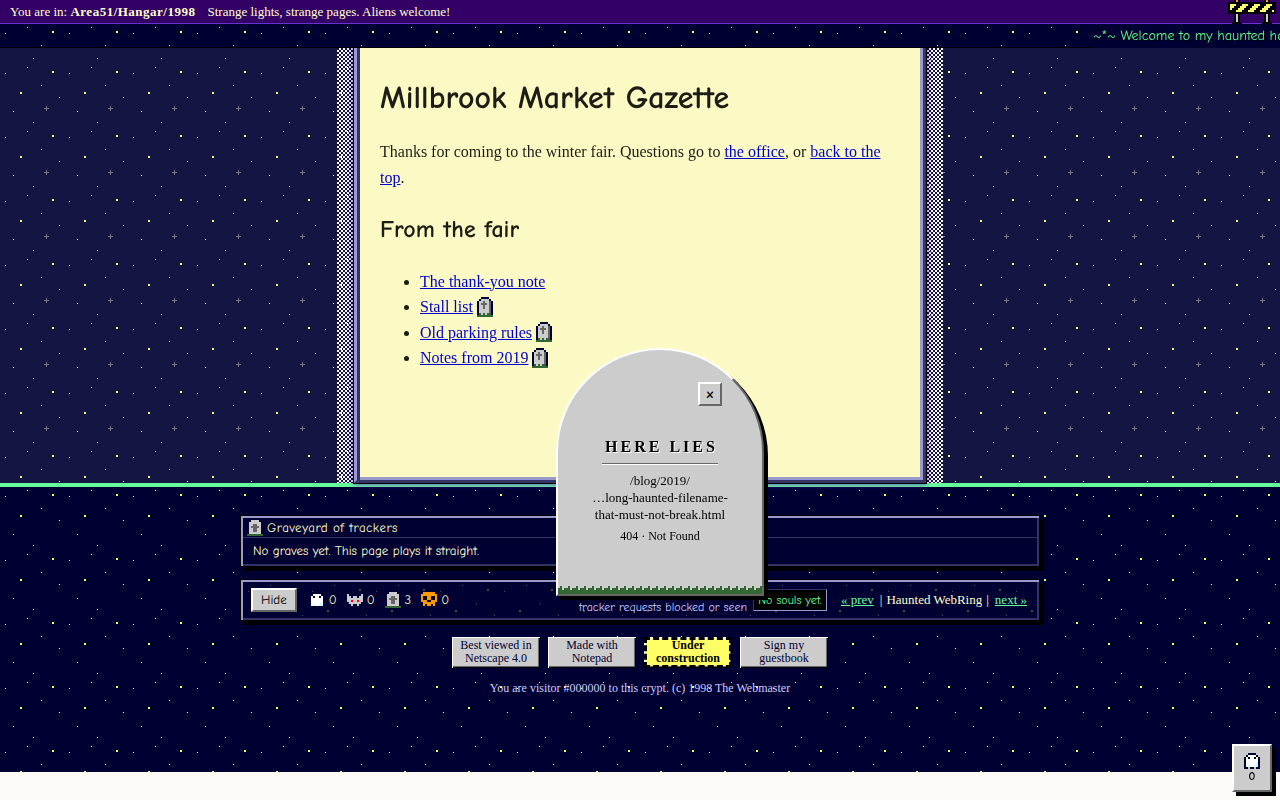 You are in: Area51/Hangar/1998 Strange lights, strange pages. Aliens welcome!
~*~ Welcome to my haunted
Millbrook Market Gazette
Thanks for coming to the winter fair. Questions go to the office, or back to the
top.
From the fair
The thank-you note
Stall list
Old parking rules
Notes from 2019
×
HERE LIES
/blog/2019/
…long-haunted-filename-
that-must-not-break.html
404 · Not Found
Graveyard of trackers
No graves yet. This page plays it straight.
Hide 0 0 3 0
tracker requests blocked or seen
No souls yet.
« prev | Haunted WebRing | next »
Best viewed in
Netscape 4.0
Made with
Notepad
Under
construction
Sign my
guestbook
You are visitor #000000 to this crypt. (c) 1998 The Webmaster
0